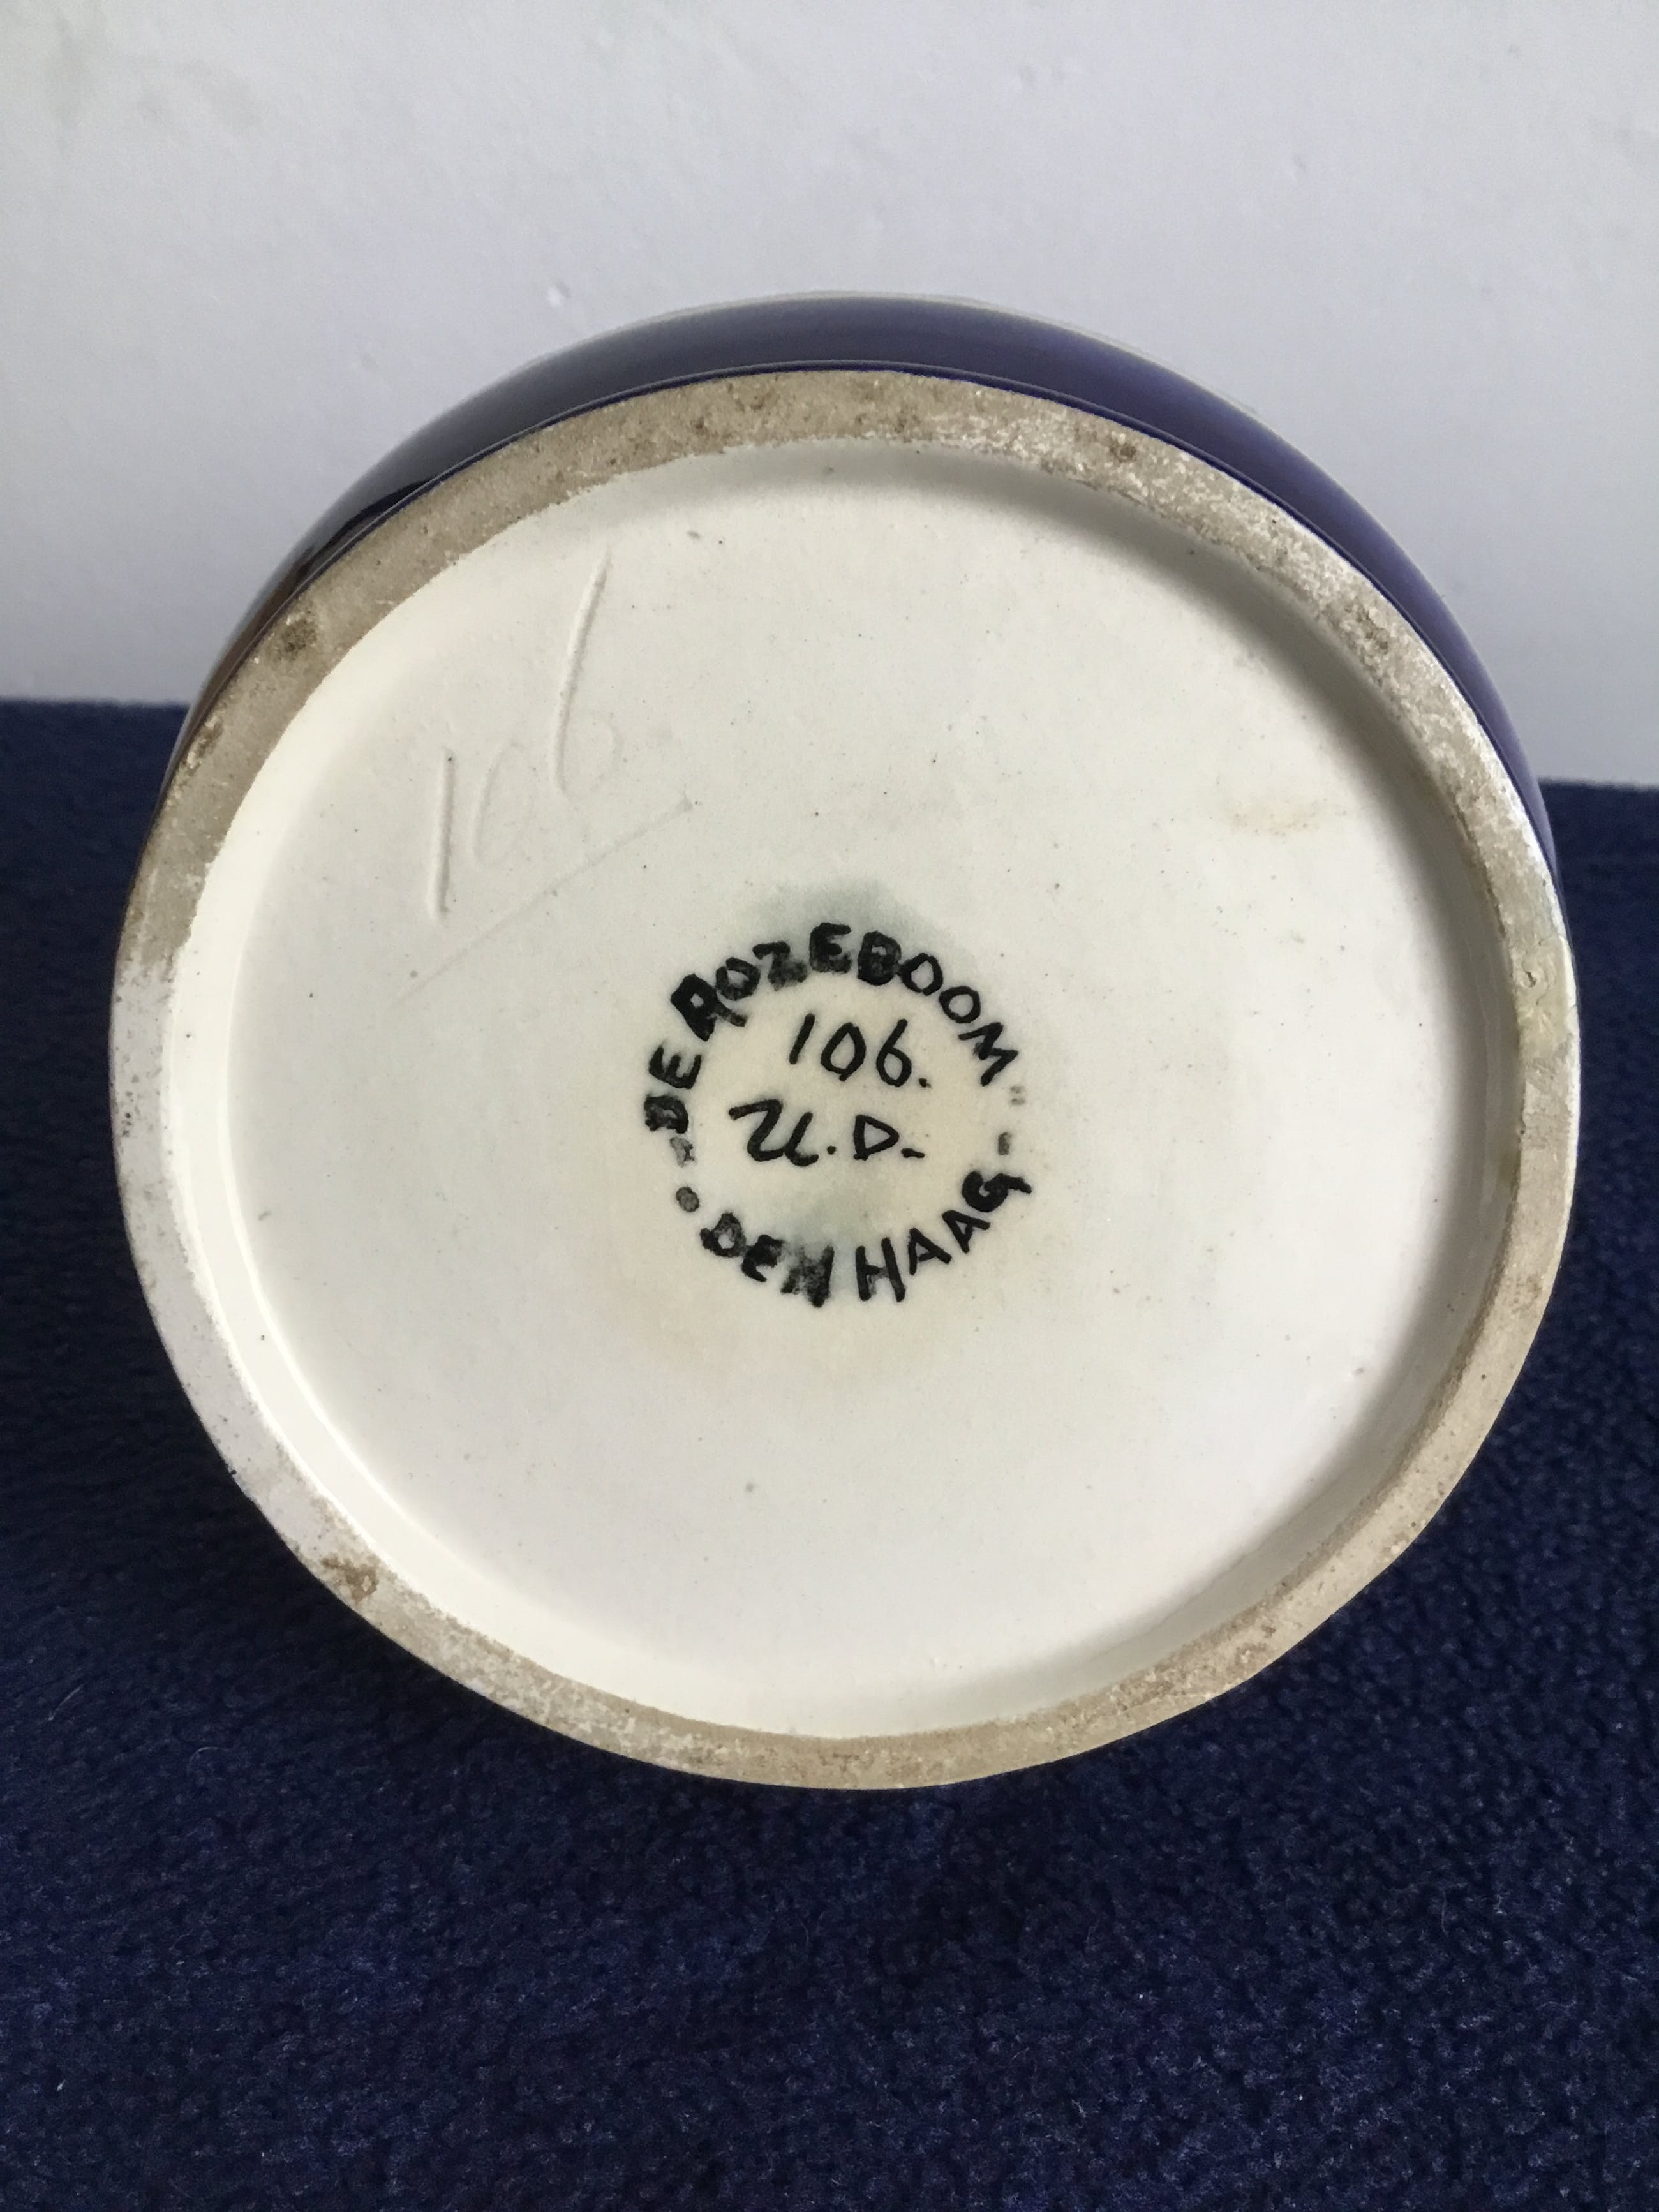 106
DE ROZEBOOM
106.
U.D.
DEN HAAG